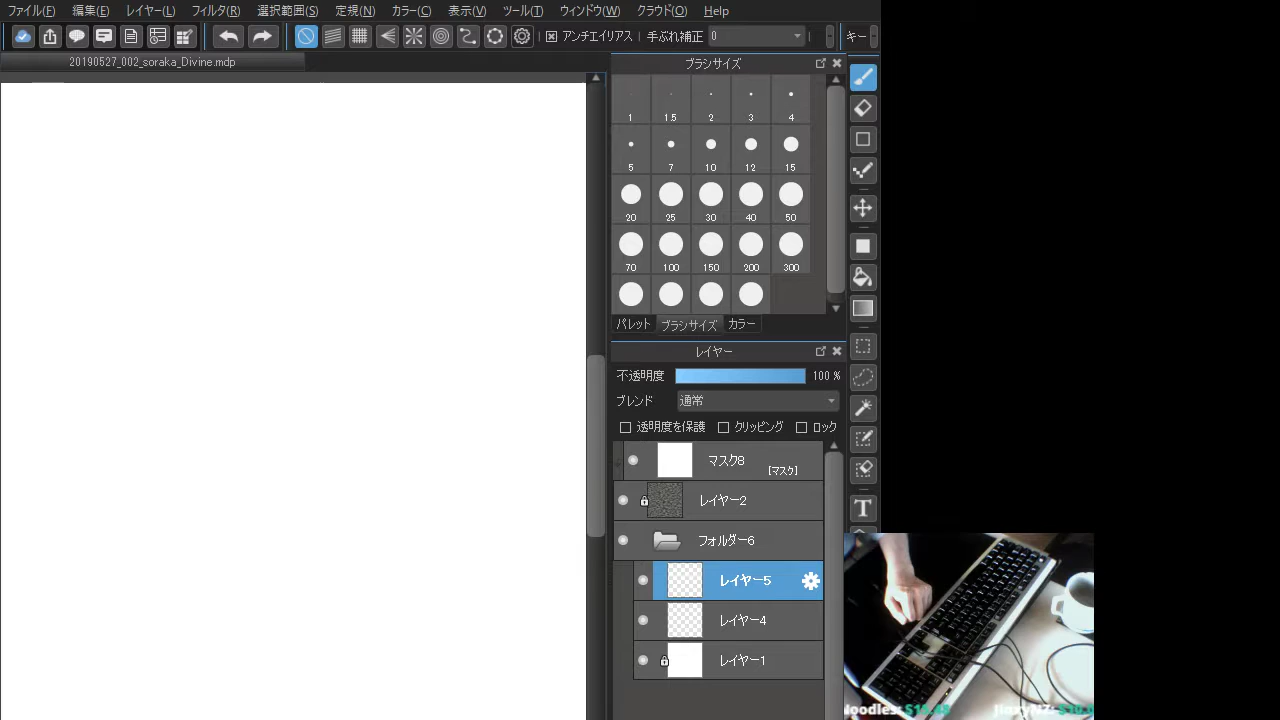 ファイル(F) 編集(E) レイヤー(L) フィルタ(R) 選択範囲(S) 定規(N) カラー(C) 表示(V) ツール(T) ウィンドウ(W) クラウド(O) Help
アンチエイリアス 手ぶれ補正 0 キー
20190527_002_soraka_Divine.mdp
ブラシサイズ
1 1.5 2 3 4
5 7 10 12 15
20 25 30 40 50
70 100 150 200 300
パレット ブラシサイズ カラー
レイヤー
不透明度 100 %
ブレンド 通常
透明度を保護 クリッピング ロック
マスク8 [マスク]
レイヤー2
フォルダー6
レイヤー5
レイヤー4
レイヤー1
T